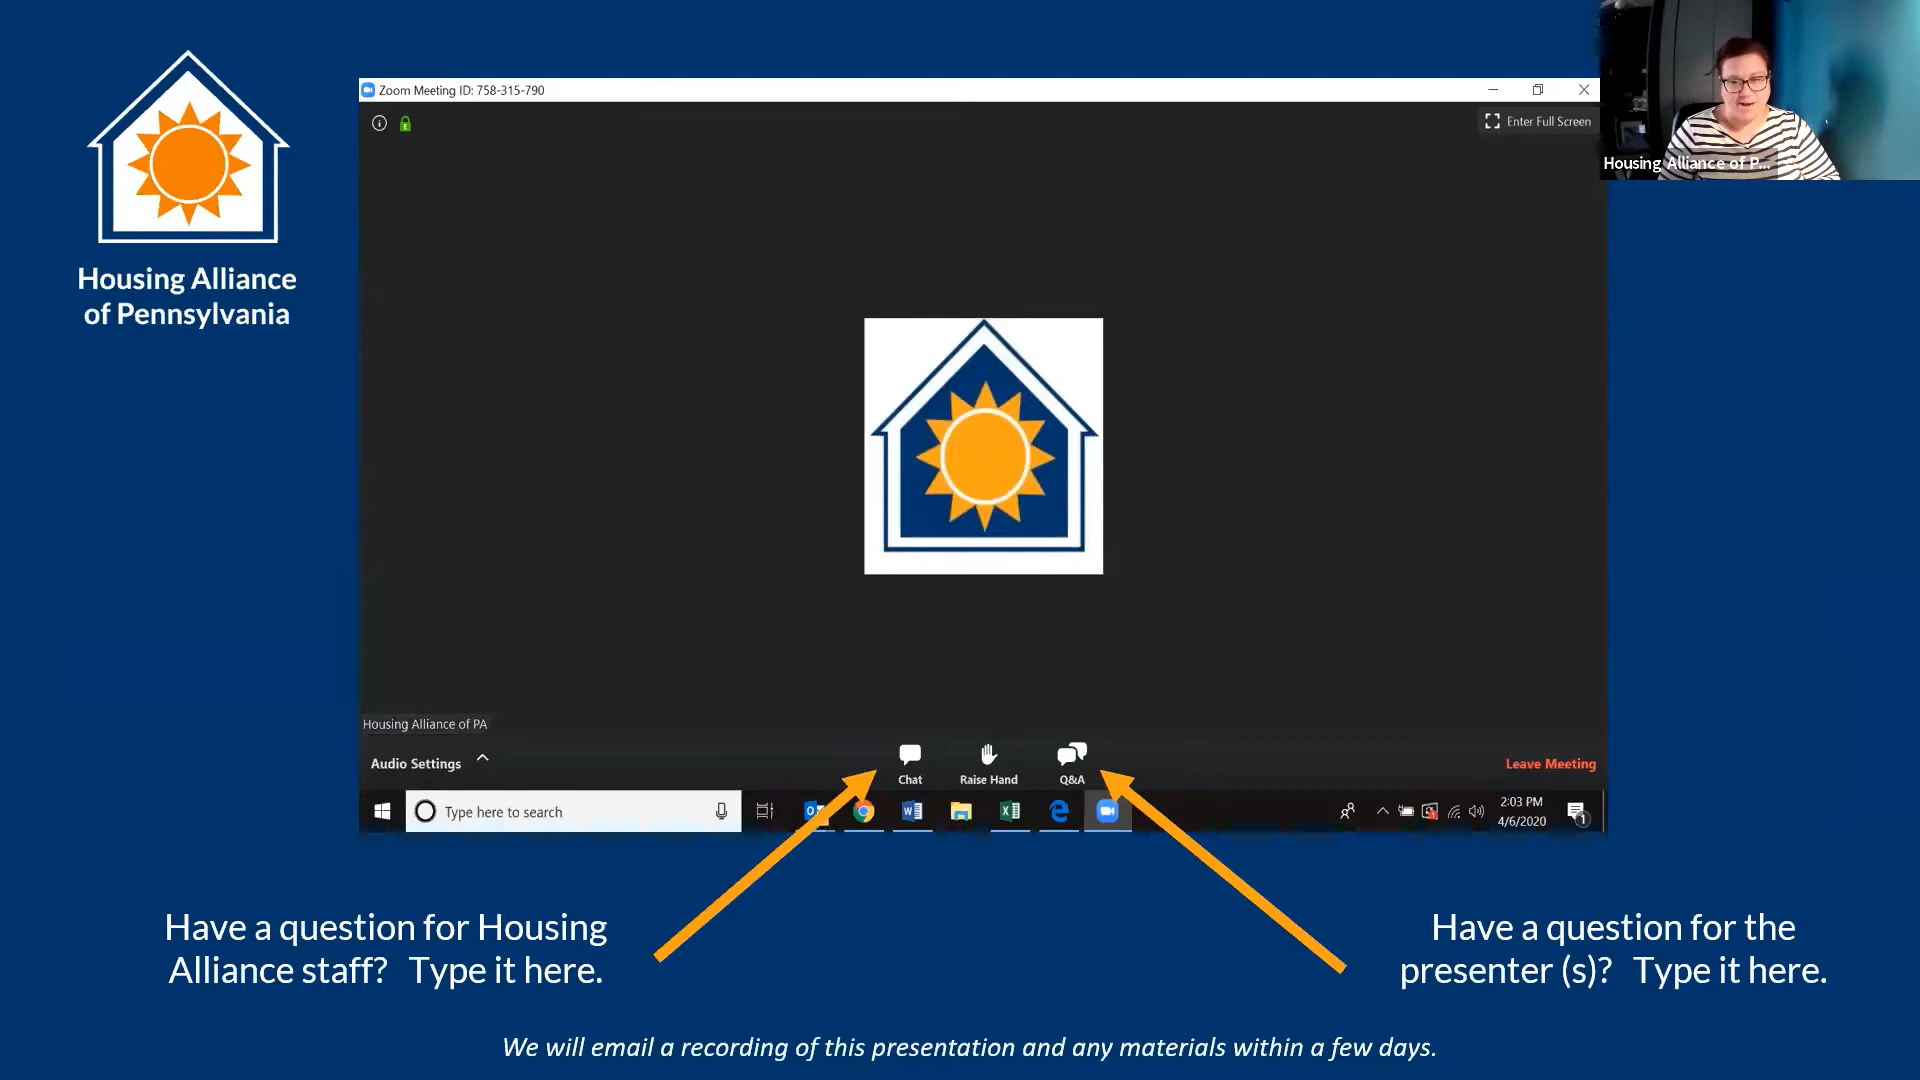 Zoom Meeting ID: 758-315-790
Enter Full Screen
Housing Alliance of P...
Housing Alliance
of Pennsylvania
Housing Alliance of PA
Audio Settings
Chat
Raise Hand
Q&A
Leave Meeting
Type here to search
2:03 PM
4/6/2020
1
Have a question for Housing
Alliance staff? Type it here.
Have a question for the
presenter (s)? Type it here.
We will email a recording of this presentation and any materials within a few days.